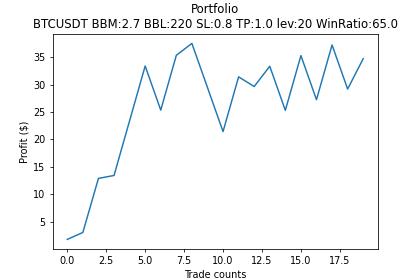 Portfolio
BTCUSDT BBM:2.7 BBL:220 SL:0.8 TP:1.0 lev:20 WinRatio:65.0
35
30
25
20
15
10
5
Profit ($)
0.0 2.5 5.0 7.5 10.0 12.5 15.0 17.5
Trade counts